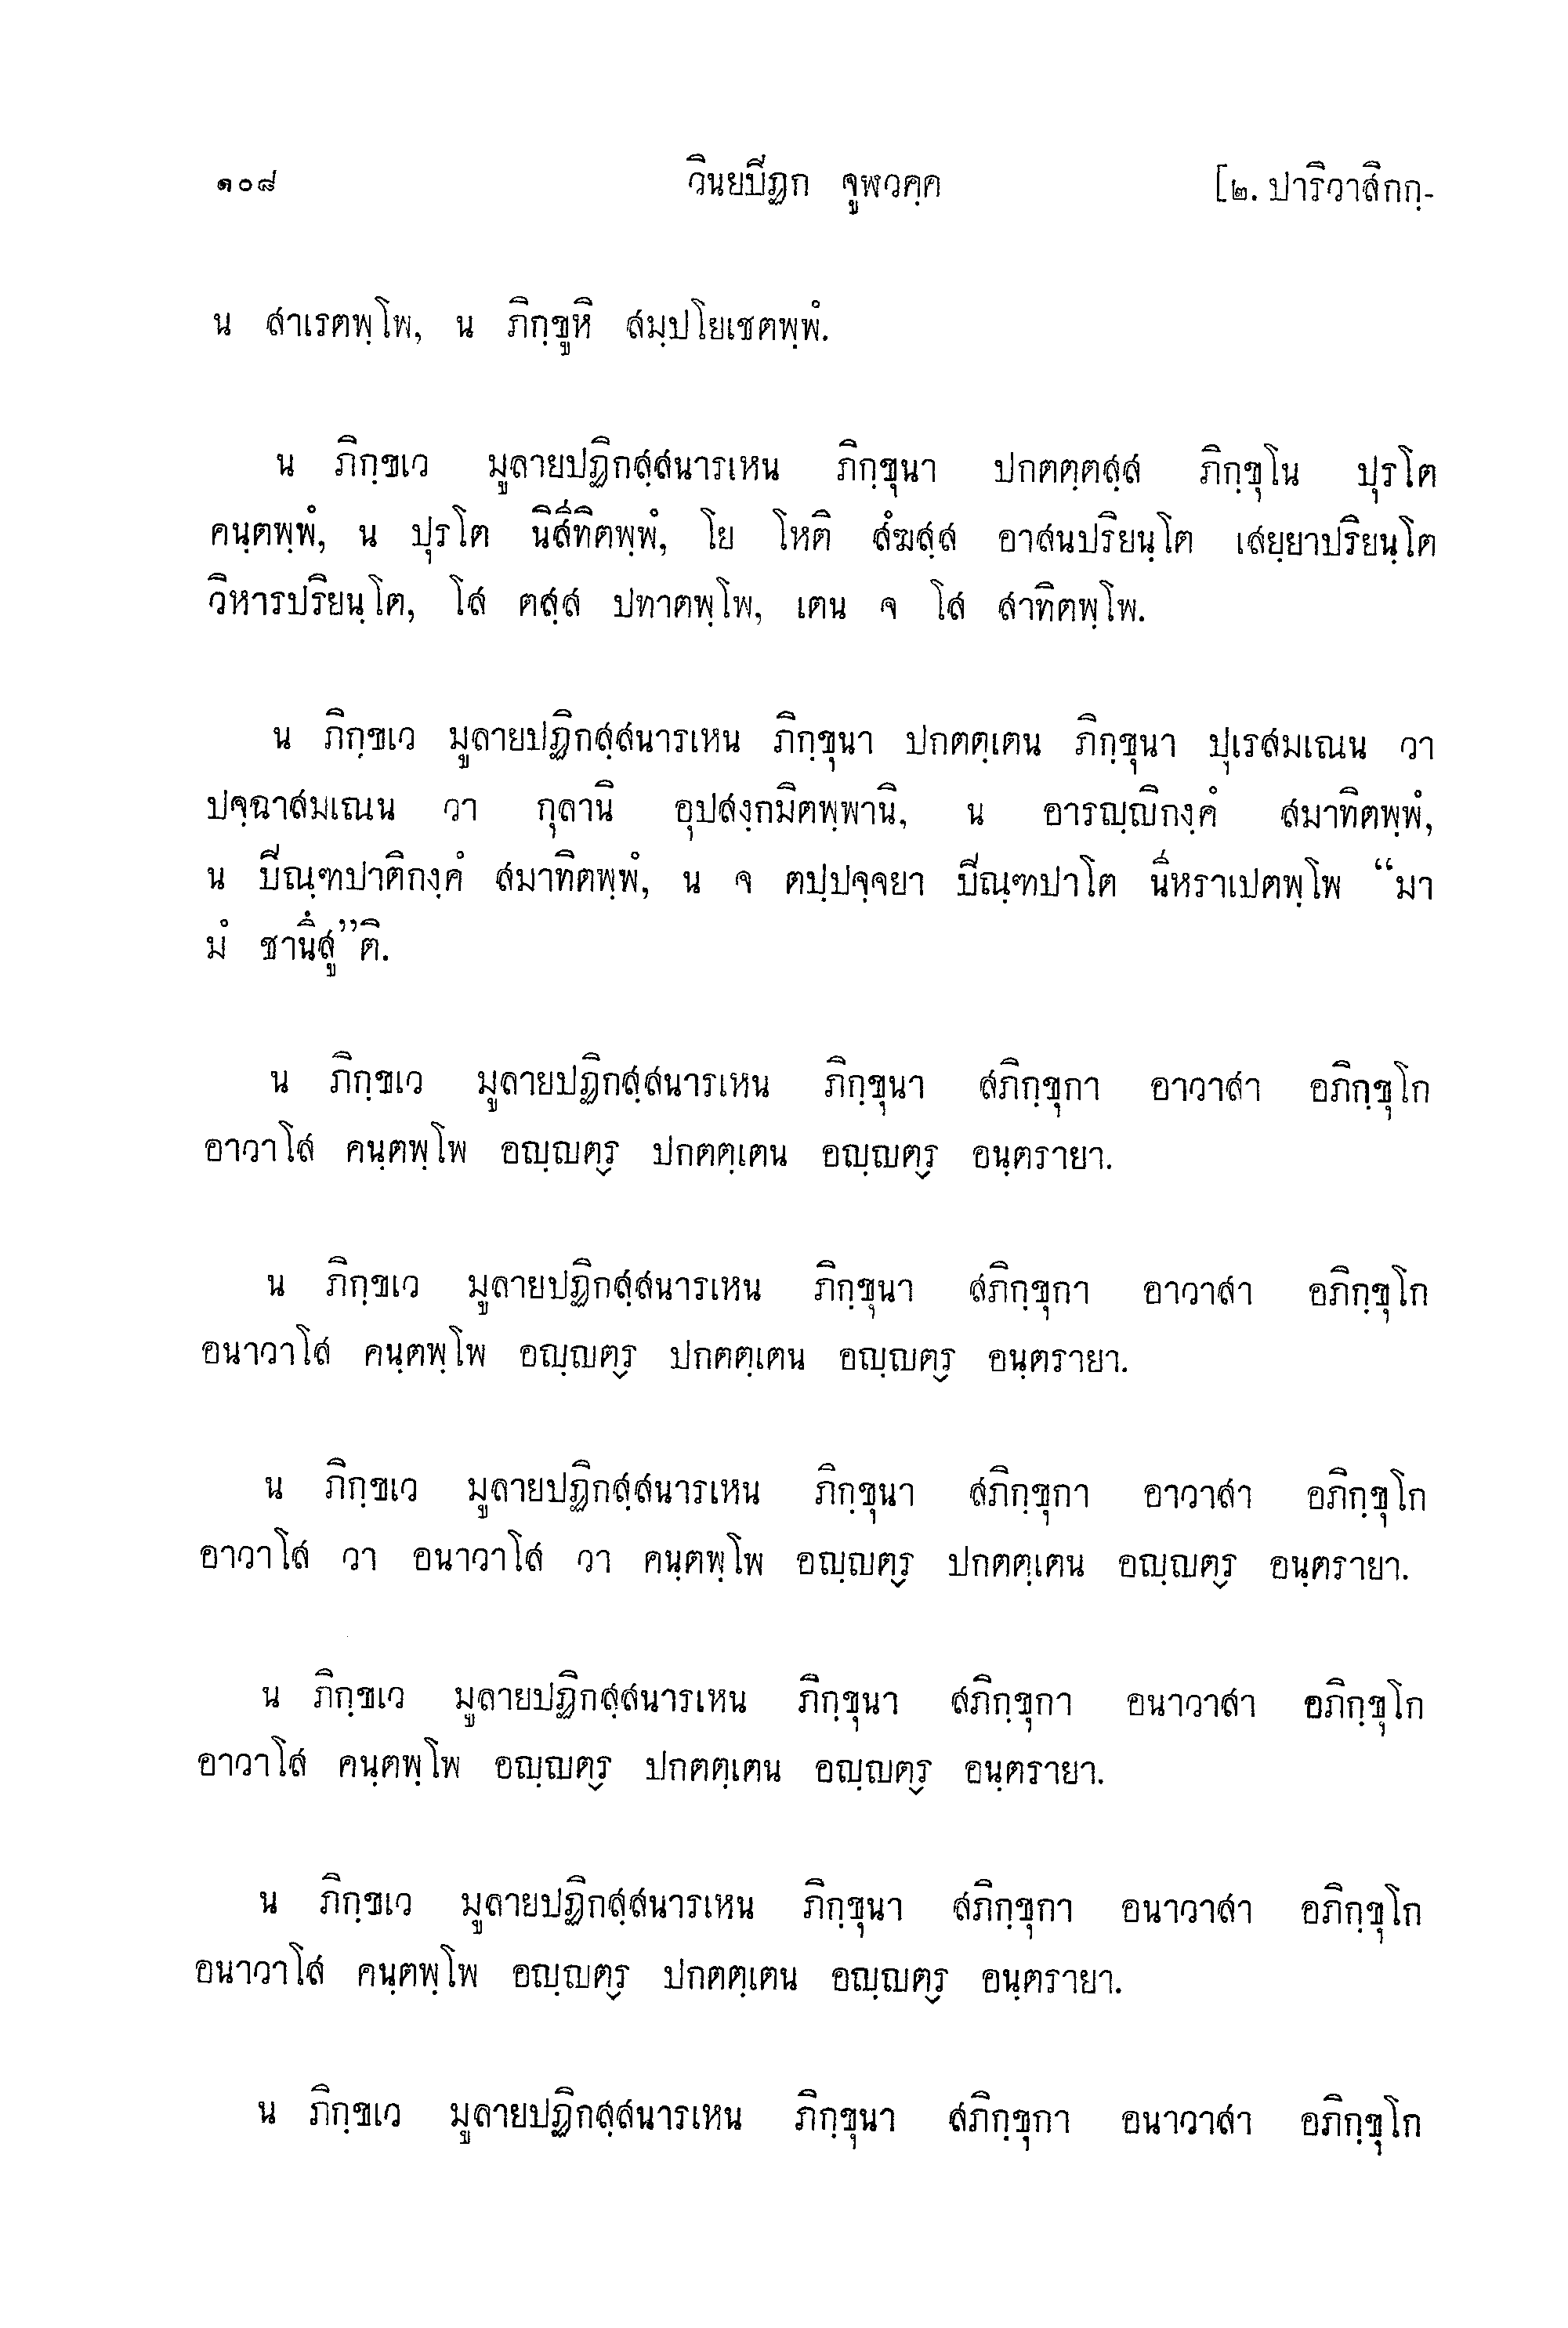 ๑๐๘ วินยปิฏก จูฬวคฺค [๒. ปาริวาสิกกฺ-
น สาเรตพฺโพ, น ภิกฺขูหิ สมฺปโยเชตพฺพํ.
น ภิกฺขเว มูลายปฏิกสฺสนารเหน ภิกฺขุนา ปกตตฺตสฺส ภิกฺขุโน ปุรโต
คนฺตพฺพํ, น ปุรโต นิสีทิตพฺพํ, โย โหติ สํฆสฺส อาสนปริยนฺโต เสยฺยาปริยนฺโต
วิหารปริยนฺโต, โส ตสฺส ปทาตพฺโพ, เตน จ โส สาทิตพฺโพ.
น ภิกฺขเว มูลายปฏิกสฺสนารเหน ภิกฺขุนา ปกตตฺเตน ภิกฺขุนา ปุเรสมเณน วา
ปจฺฉาสมเณน วา กุลานิ อุปสงฺกมิตพฺพานิ, น อารญฺญิกงฺคํ สมาทิตพฺพํ,
น ปิณฺฑปาติกงฺคํ สมาทิตพฺพํ, น จ ตปฺปจฺจยา ปิณฺฑปาโต นีหราเปตพฺโพ “มา
มํ ชานึสู”ติ.
น ภิกฺขเว มูลายปฏิกสฺสนารเหน ภิกฺขุนา สภิกฺขุกา อาวาสา อภิกฺขุโก
อาวาโส คนฺตพฺโพ อญฺญตฺร ปกตตฺเตน อญฺญตฺร อนฺตรายา.
น ภิกฺขเว มูลายปฏิกสฺสนารเหน ภิกฺขุนา สภิกฺขุกา อาวาสา อภิกฺขุโก
อนาวาโส คนฺตพฺโพ อญฺญตฺร ปกตตฺเตน อญฺญตฺร อนฺตรายา.
น ภิกฺขเว มูลายปฏิกสฺสนารเหน ภิกฺขุนา สภิกฺขุกา อาวาสา อภิกฺขุโก
อาวาโส วา อนาวาโส วา คนฺตพฺโพ อญฺญตฺร ปกตตฺเตน อญฺญตฺร อนฺตรายา.
น ภิกฺขเว มูลายปฏิกสฺสนารเหน ภิกฺขุนา สภิกฺขุกา อนาวาสา อภิกฺขุโก
อาวาโส คนฺตพฺโพ อญฺญตฺร ปกตตฺเตน อญฺญตฺร อนฺตรายา.
น ภิกฺขเว มูลายปฏิกสฺสนารเหน ภิกฺขุนา สภิกฺขุกา อนาวาสา อภิกฺขุโก
อนาวาโส คนฺตพฺโพ อญฺญตฺร ปกตตฺเตน อญฺญตฺร อนฺตรายา.
น ภิกฺขเว มูลายปฏิกสฺสนารเหน ภิกฺขุนา สภิกฺขุกา อนาวาสา อภิกฺขุโก